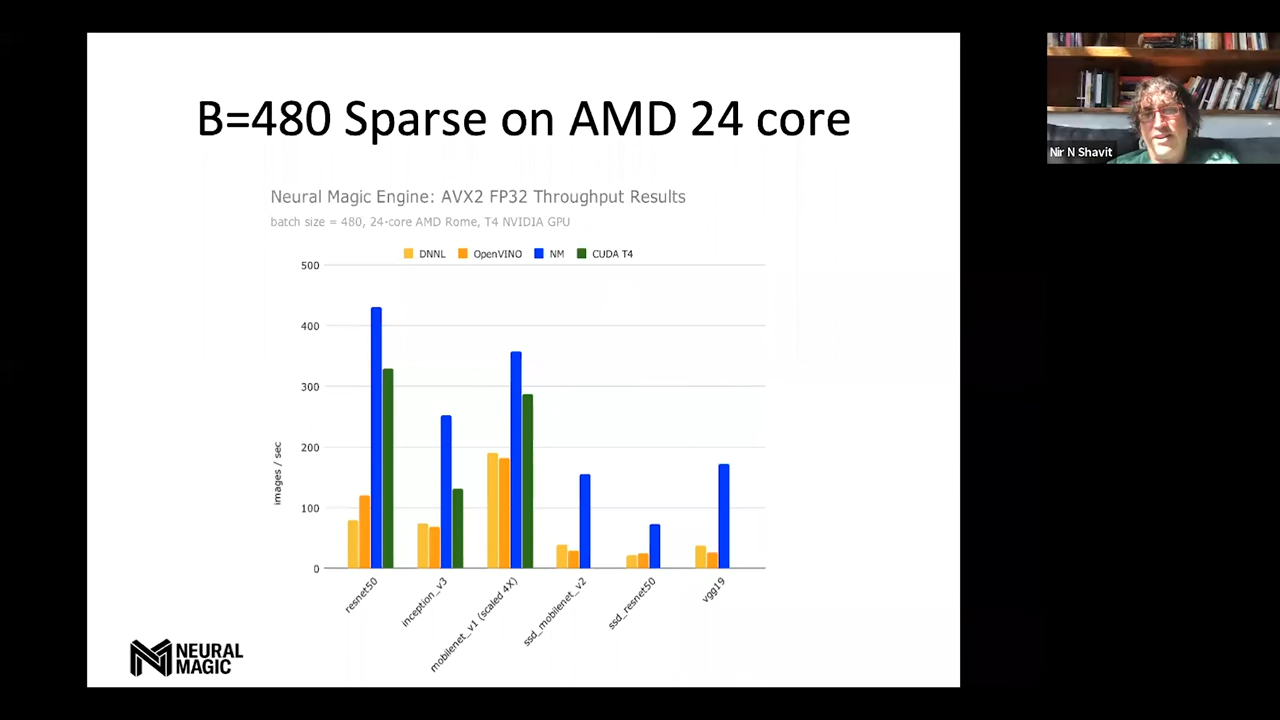 B=480 Sparse on AMD 24 core
Neural Magic Engine: AVX2 FP32 Throughput Results
batch size = 480, 24-core AMD Rome, T4 NVIDIA GPU
DNNL OpenVINO NM CUDA T4
500
400
300
200
100
0
images / sec
resnet50
inception_v3
mobilenet_v1 (scaled 4X)
ssd_mobilenet_v2
ssd_resnet50
vgg19
NEURAL
MAGIC
Nir N Shavit